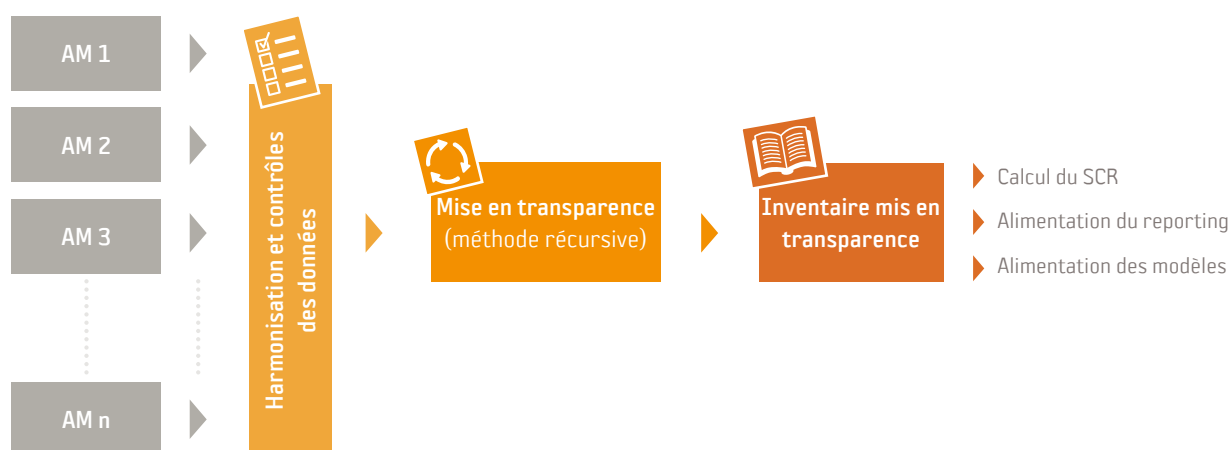 AM 1
AM 2
AM 3
AM n
Harmonisation et contrôles
des données
Mise en transparence
(méthode récursive)
Inventaire mis en
transparence
Calcul du SCR
Alimentation du reporting
Alimentation des modèles